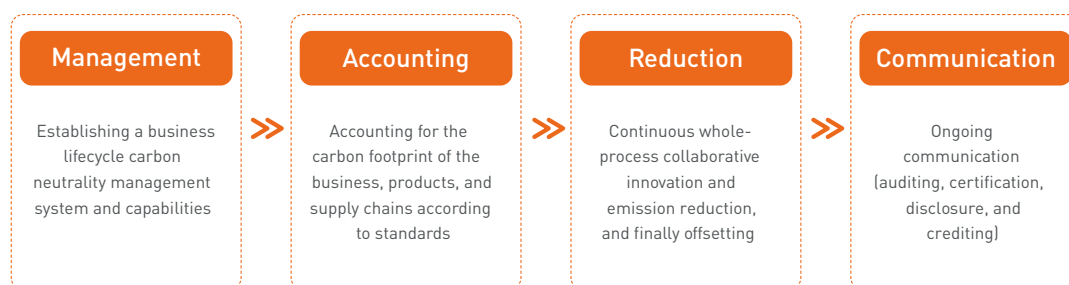 Management
Establishing a business
lifecycle carbon
neutrality management
system and capabilities
Accounting
Accounting for the
carbon footprint of the
business, products, and
supply chains according
to standards
Reduction
Continuous whole-
process collaborative
innovation and
emission reduction,
and finally offsetting
Communication
Ongoing
communication
(auditing, certification,
disclosure, and
crediting)